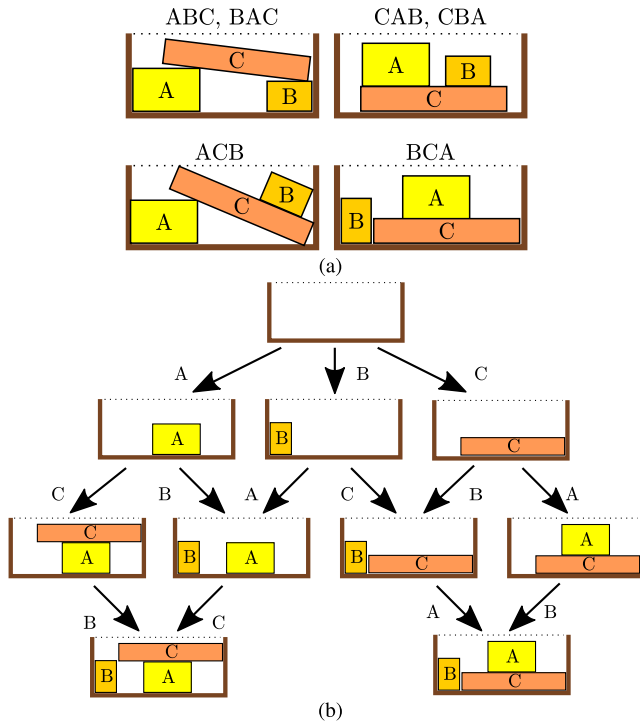 ABC, BAC CAB, CBA
C A B
A B C
ACB BCA
B A
A C B C
(a)
A B C
A B C
C B A C B A
C B A B C A
A C
B C A B
C A
B A B C
(b)